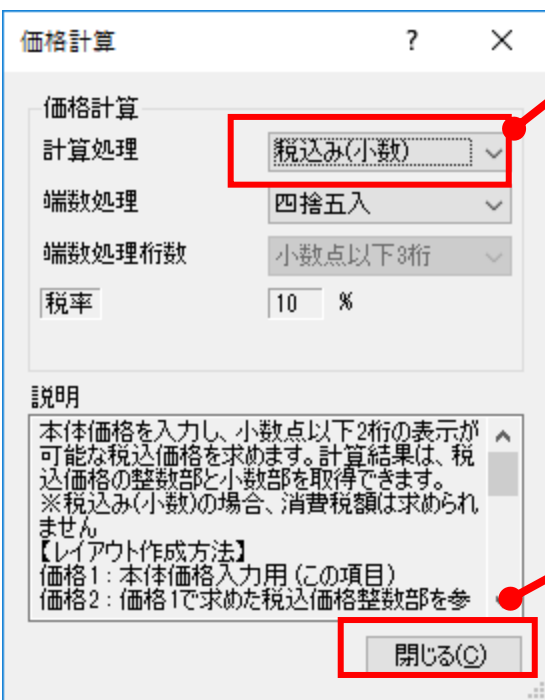 価格計算 ?
価格計算
計算処理 税込み(小数)
端数処理 四捨五入
端数処理桁数 小数点以下3桁
税率 10 %
説明
本体価格を入力し、小数点以下2桁の表示が
可能な税込価格を求めます。計算結果は、税
込価格の整数部と小数部を取得できます。
※税込み(小数)の場合、消費税額は求められ
ません
【レイアウト作成方法】
価格1：本体価格入力用(この項目)
価格2：価格1で求めた税込価格整数部を参
閉じる(C)